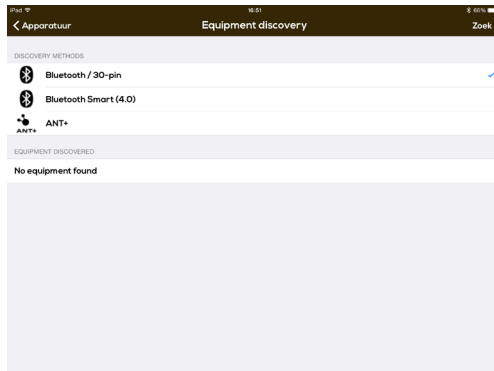 iPad 16:51 66%
Apparatuur Equipment discovery Zoek
DISCOVERY METHODS
Bluetooth / 30-pin
Bluetooth Smart (4.0)
ANT+
ANT+
EQUIPMENT DISCOVERED
No equipment found